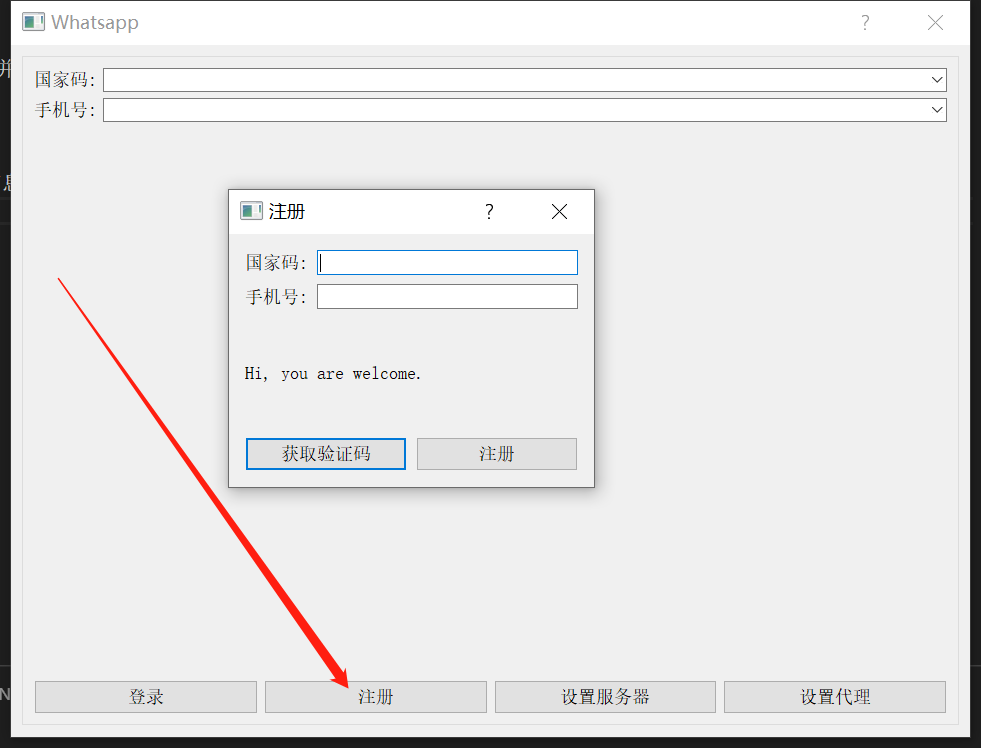 Whatsapp
国家码：
手机号：
注册
国家码：
手机号：
Hi, you are welcome.
获取验证码 注册
登录 注册 设置服务器 设置代理